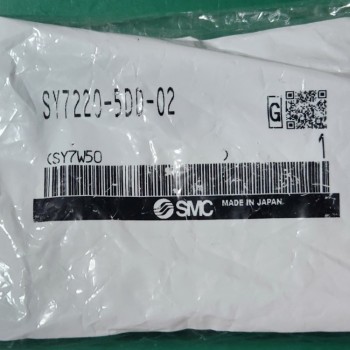 SY7220-5D0-02
G
(SY7W50 )
1
SMC MADE IN JAPAN